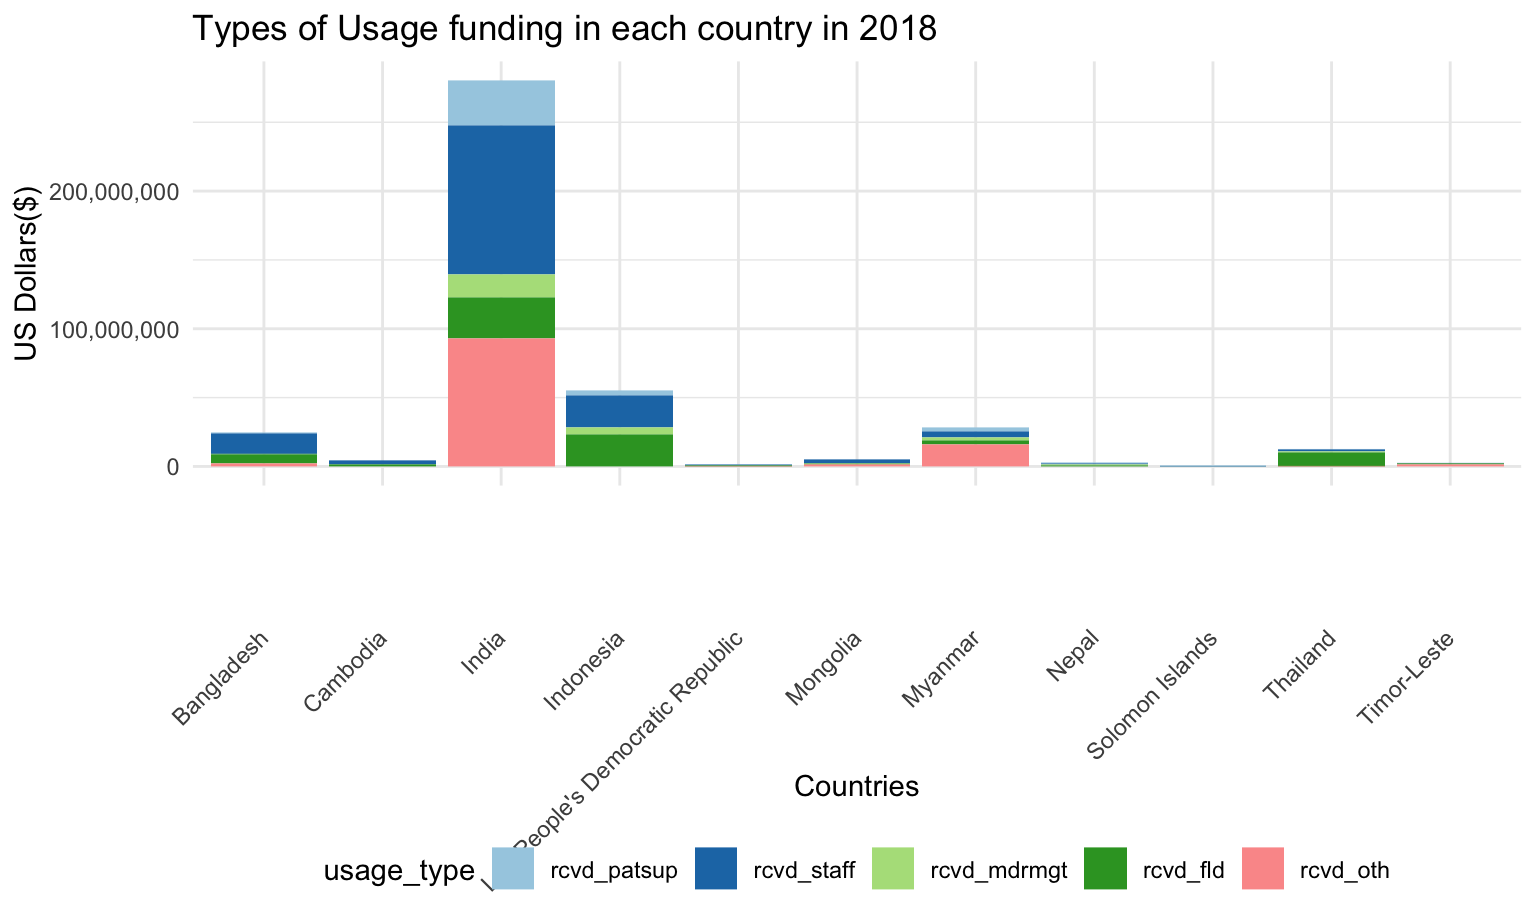 Types of Usage funding in each country in 2018
US Dollars($)
200,000,000
100,000,000
0
Bangladesh
Cambodia
India
Indonesia
People's Democratic Republic
Mongolia
Myanmar
Nepal
Solomon Islands
Thailand
Timor-Leste
Countries
usage_type rcvd_patsup rcvd_staff rcvd_mdrmgt rcvd_fld rcvd_oth